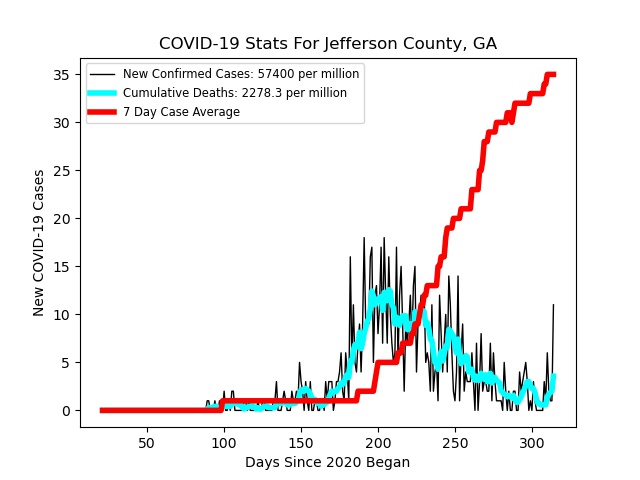 COVID-19 Stats For Jefferson County, GA
New Confirmed Cases: 57400 per million
Cumulative Deaths: 2278.3 per million
7 Day Case Average
New COVID-19 Cases
35
30
25
20
15
10
5
0
50 100 150 200 250 300
Days Since 2020 Began